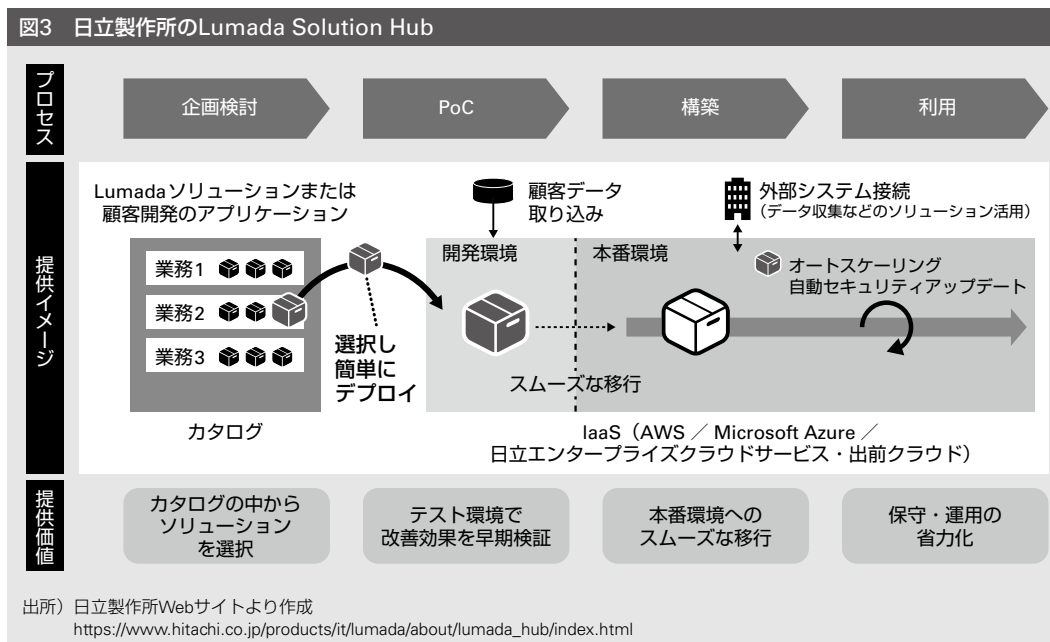 図3 日立製作所のLumada Solution Hub
プロセス
企画検討
PoC
構築
利用
提供イメージ
Lumadaソリューションまたは
顧客開発のアプリケーション
業務1
業務2
業務3
カタログ
選択し
簡単に
デプロイ
顧客データ
取り込み
開発環境
本番環境
スムーズな移行
外部システム接続
（データ収集などのソリューション活用）
オートスケーリング
自動セキュリティアップデート
IaaS（AWS ／ Microsoft Azure ／
日立エンタープライズクラウドサービス・出前クラウド）
提供価値
カタログの中から
ソリューション
を選択
テスト環境で
改善効果を早期検証
本番環境への
スムーズな移行
保守・運用の
省力化
出所）日立製作所Webサイトより作成
https://www.hitachi.co.jp/products/it/lumada/about/lumada_hub/index.html